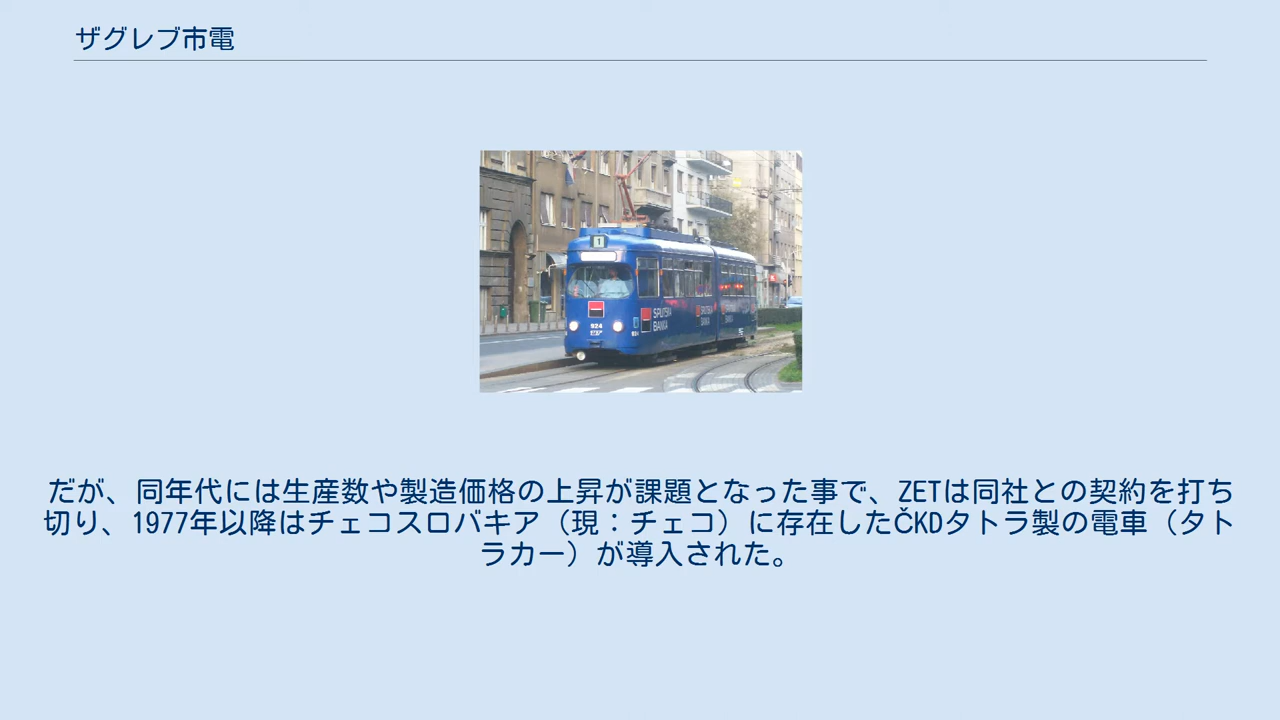 ザグレブ市電
1
924
SPLITSKA
BANKA
だが、同年代には生産数や製造価格の上昇が課題となった事で、ZETは同社との契約を打ち
切り、1977年以降はチェコスロバキア（現：チェコ）に存在したČKDタトラ製の電車（タト
ラカー）が導入された。